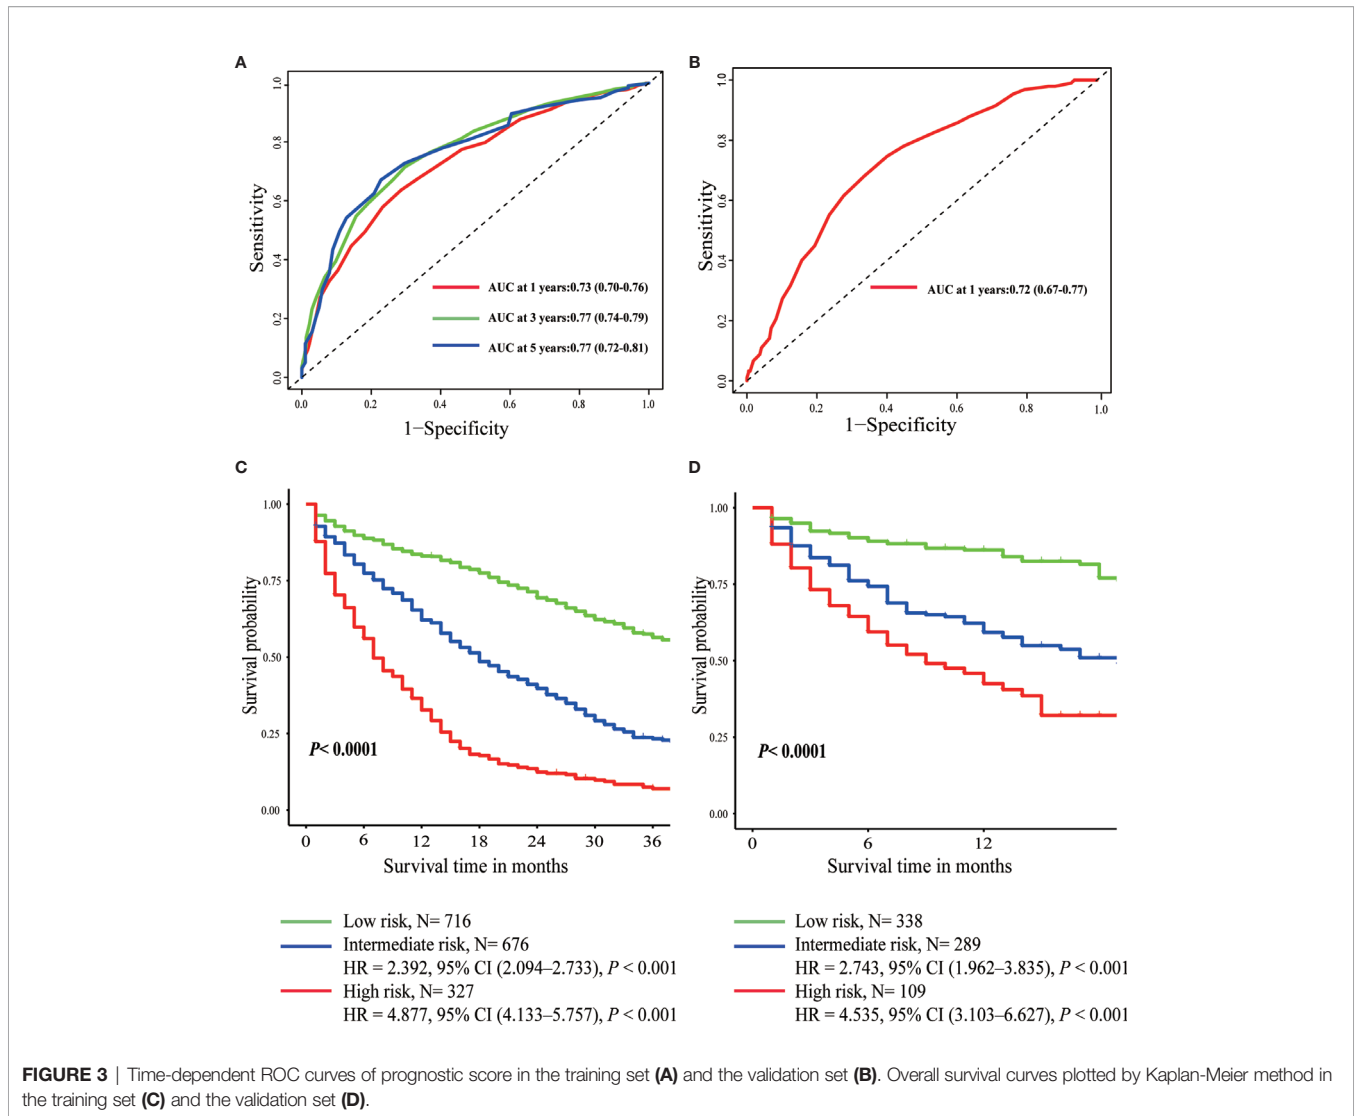 A
1.0
0.8
0.6
0.4
0.2
0.0
Sensitivity
AUC at 1 years:0.73 (0.70-0.76)
AUC at 3 years:0.77 (0.74-0.79)
AUC at 5 years:0.77 (0.72-0.81)
0.0 0.2 0.4 0.6 0.8 1.0
1−Specificity
B
1.0
0.8
0.6
0.4
0.2
0.0
Sensitivity
AUC at 1 years:0.72 (0.67-0.77)
0.0 0.2 0.4 0.6 0.8 1.0
1−Specificity
C
1.00
0.75
0.50
0.25
0.00
Survival probability
P< 0.0001
0 6 12 18 24 30 36
Survival time in months
Low risk, N= 716
Intermediate risk, N= 676
HR = 2.392, 95% CI (2.094–2.733), P < 0.001
High risk, N= 327
HR = 4.877, 95% CI (4.133–5.757), P < 0.001
D
1.00
0.75
0.50
0.25
0.00
Survival probability
P< 0.0001
0 6 12
Survival time in months
Low risk, N= 338
Intermediate risk, N= 289
HR = 2.743, 95% CI (1.962–3.835), P < 0.001
High risk, N= 109
HR = 4.535, 95% CI (3.103–6.627), P < 0.001
FIGURE 3 | Time-dependent ROC curves of prognostic score in the training set (A) and the validation set (B). Overall survival curves plotted by Kaplan-Meier method in
the training set (C) and the validation set (D).